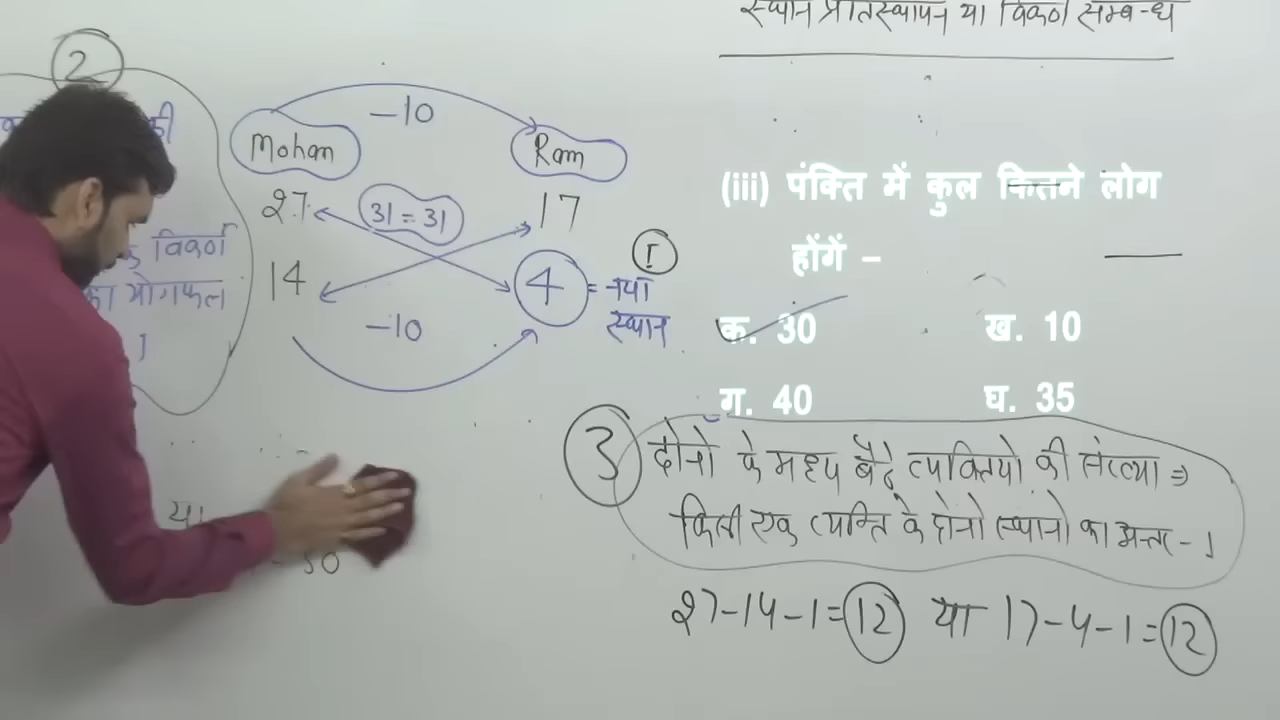 स्थान प्रतिस्थापन या विकर्ण सम्बन्ध
2
की
विकर्ण
का योगफल
1
-10
Mohan
Ram
27
31 = 31
17
14
4
= नया
स्थान
I
-10
या
30
(iii) पंक्ति में कुल कितने लोग
होंगें –
क. 30
ख. 10
ग. 40
घ. 35
3
दोनो के मध्य बैठे व्यक्तियो की संख्या ⇒
किसी एक व्यक्ति के दोनो स्थानो का अन्तर - 1
27-14-1=12 या 17-4-1=12